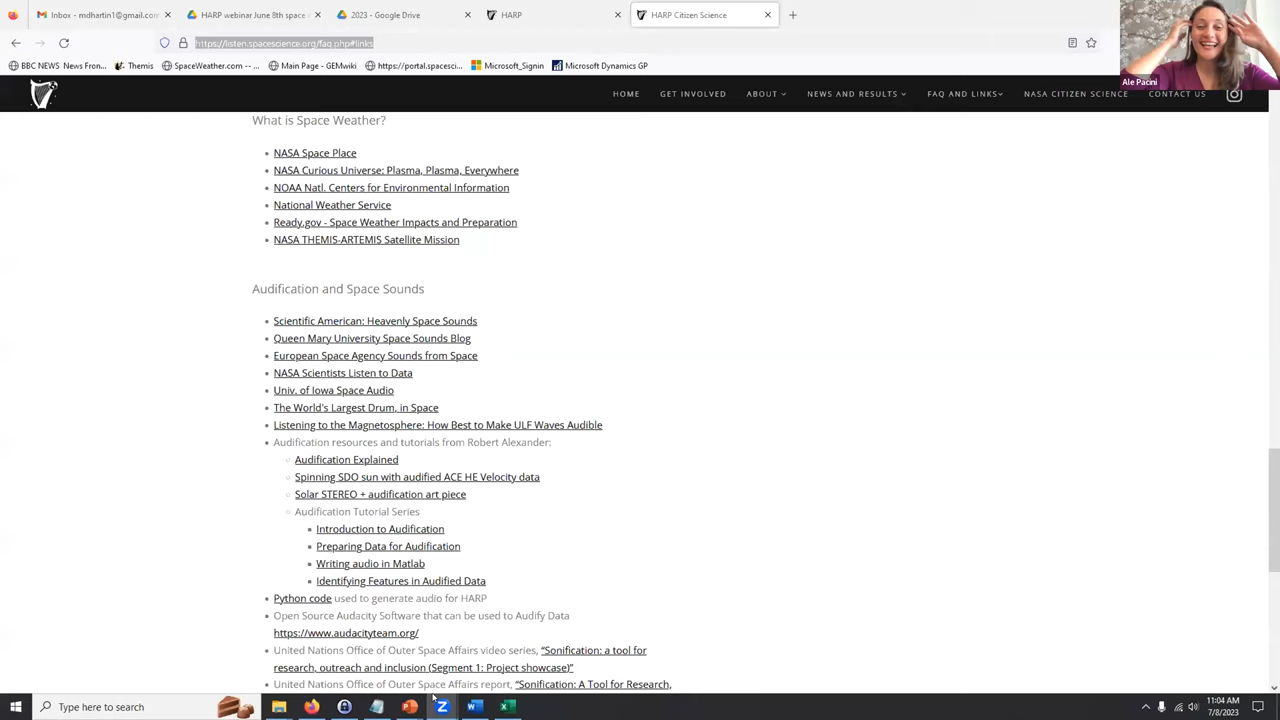 Inbox - mdhartin1@gmail.com
HARP webinar June 8th space
2023 - Google Drive
HARP
HARP Citizen Science
https://listen.spacescience.org/faq.php#links
BBC NEWS News Fron... Themis SpaceWeather.com -- ... Main Page - GEMwiki https://portal.spacesci... Microsoft_Signin Microsoft Dynamics GP
Ale Pacini
HOME GET INVOLVED ABOUT NEWS AND RESULTS FAQ AND LINKS NASA CITIZEN SCIENCE CONTACT US
What is Space Weather?
NASA Space Place
NASA Curious Universe: Plasma, Plasma, Everywhere
NOAA Natl. Centers for Environmental Information
National Weather Service
Ready.gov - Space Weather Impacts and Preparation
NASA THEMIS-ARTEMIS Satellite Mission
Audification and Space Sounds
Scientific American: Heavenly Space Sounds
Queen Mary University Space Sounds Blog
European Space Agency Sounds from Space
NASA Scientists Listen to Data
Univ. of Iowa Space Audio
The World's Largest Drum, in Space
Listening to the Magnetosphere: How Best to Make ULF Waves Audible
Audification resources and tutorials from Robert Alexander:
Audification Explained
Spinning SDO sun with audified ACE HE Velocity data
Solar STEREO + audification art piece
Audification Tutorial Series
Introduction to Audification
Preparing Data for Audification
Writing audio in Matlab
Identifying Features in Audified Data
Python code used to generate audio for HARP
Open Source Audacity Software that can be used to Audify Data
https://www.audacityteam.org/
United Nations Office of Outer Space Affairs video series, “Sonification: a tool for
research, outreach and inclusion (Segment 1: Project showcase)”
United Nations Office of Outer Space Affairs report, “Sonification: A Tool for Research,
Type here to search
11:04 AM
7/8/2023